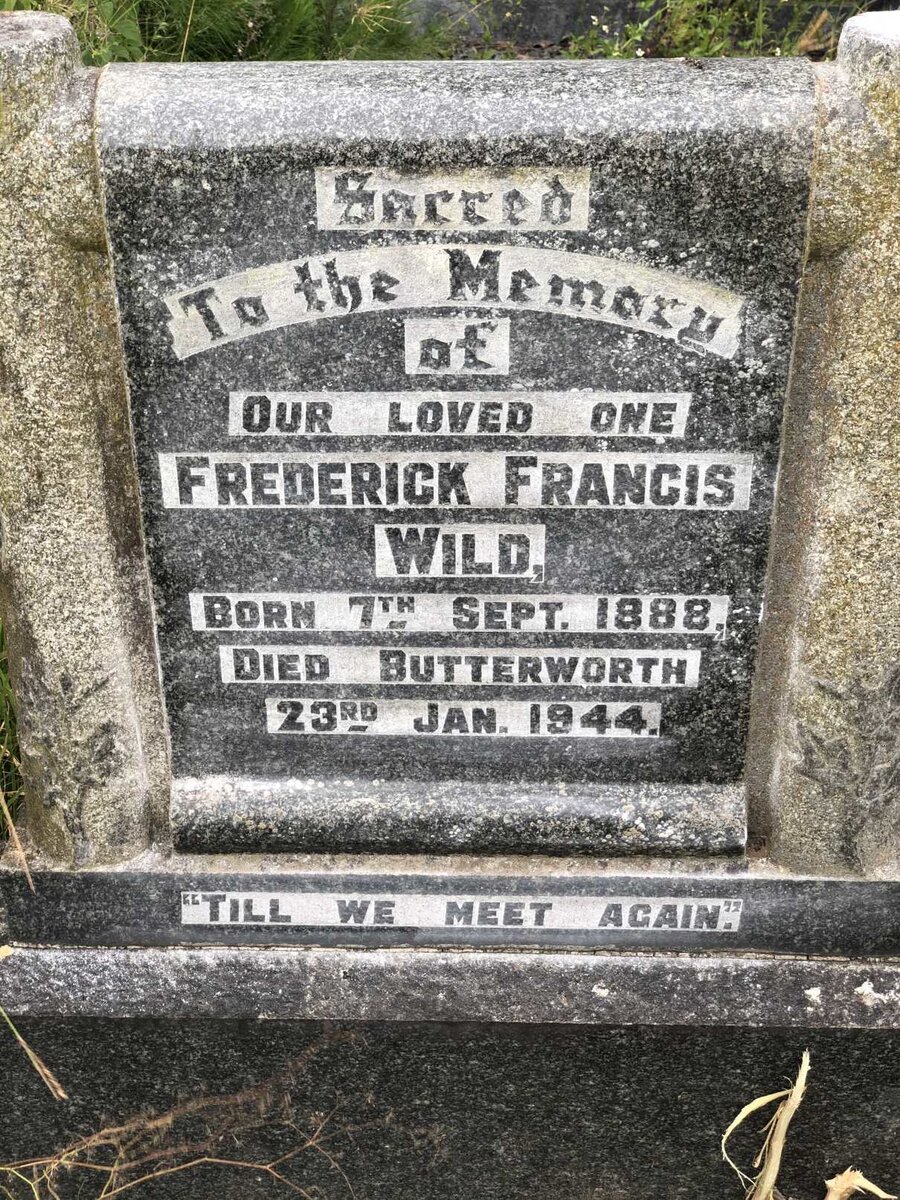 Sacred
To the Memory
of
OUR LOVED ONE
FREDERICK FRANCIS
WILD,
BORN 7TH SEPT. 1888,
DIED BUTTERWORTH
23RD JAN. 1944.
"TILL WE MEET AGAIN".